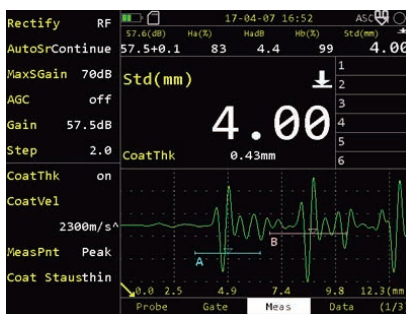 Rectify RF
AutoSrContinue
MaxSGain 70dB
AGC off
Gain 57.5dB
Step 2.0
CoatThk on
CoatVel
2300m/s^
MeasPnt Peak
Coat Stausthin
17-04-07 16:52 ASC
57.6(dB) Ha(%) HadB Hb(%) Std(mm)
57.5+0.1 83 4.4 99 4.00
Std(mm)
4.00
CoatThk 0.43mm
1
2
3
4
5
6
A
B
0.0 2.5 4.9 7.4 9.8 12.3(mm
Probe Gate Meas Data (1/3